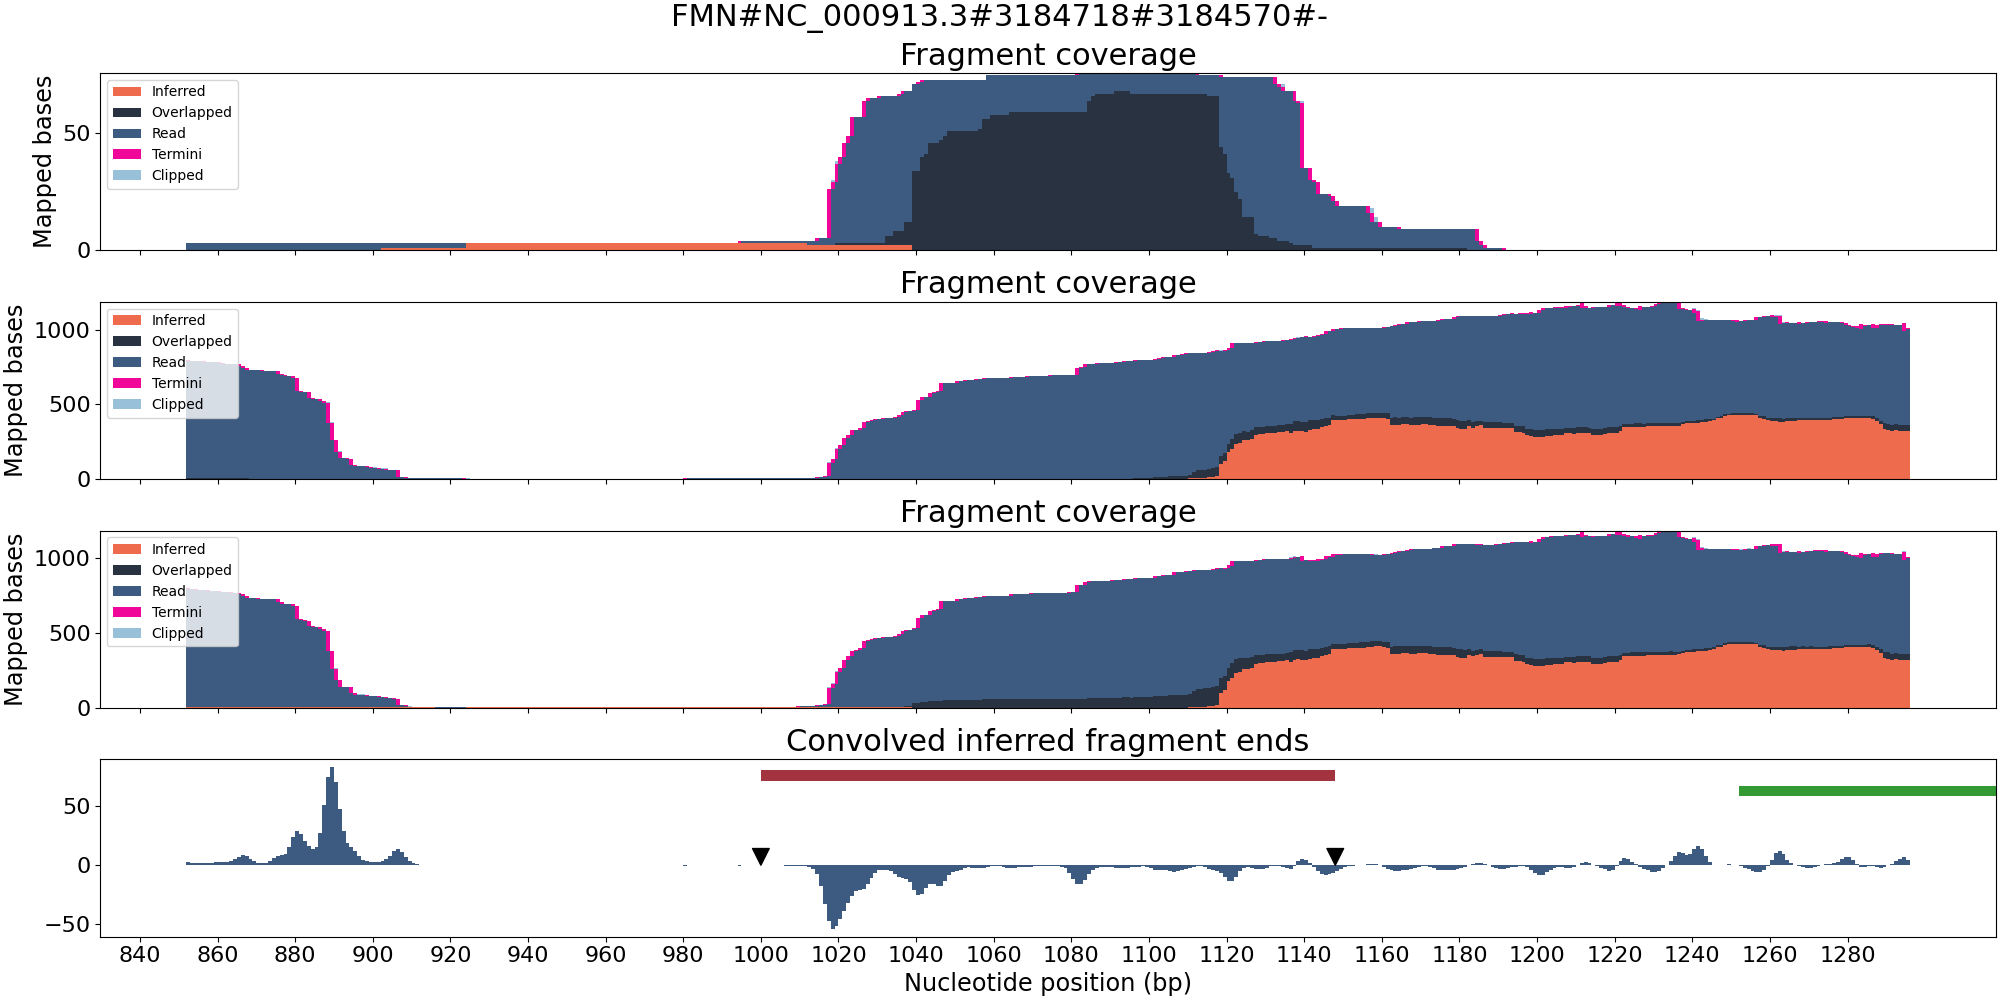 FMN#NC_000913.3#3184718#3184570#-
Fragment coverage
Mapped bases
50
0
Inferred
Overlapped
Read
Termini
Clipped
Fragment coverage
Mapped bases
1000
500
0
Inferred
Overlapped
Read
Termini
Clipped
Fragment coverage
Mapped bases
1000
500
0
Inferred
Overlapped
Read
Termini
Clipped
Convolved inferred fragment ends
50
0
−50
840 860 880 900 920 940 960 980 1000 1020 1040 1060 1080 1100 1120 1140 1160 1180 1200 1220 1240 1260 1280
Nucleotide position (bp)